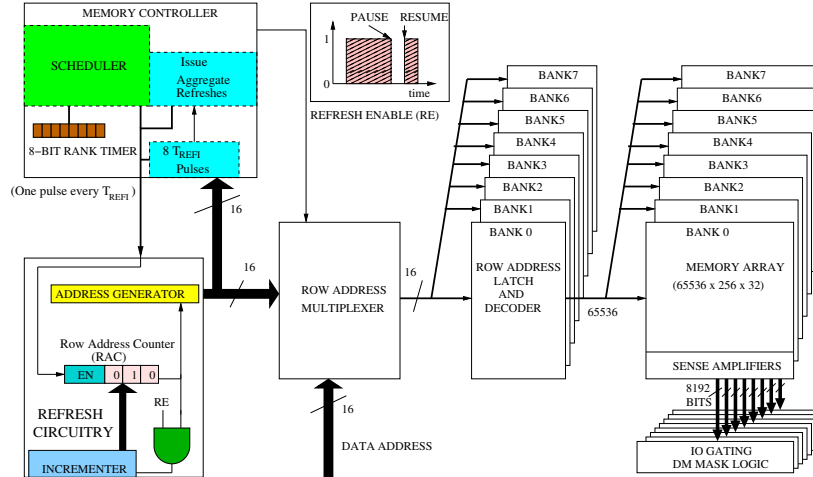 MEMORY CONTROLLER
SCHEDULER
Issue
Aggregate
Refreshes
8−BIT RANK TIMER
8 T_REFI
Pulses
(One pulse every T_REFI )
16
PAUSE
RESUME
1
0
time
REFRESH ENABLE (RE)
ADDRESS GENERATOR
16
Row Address Counter
(RAC)
EN 0 1 0
RE
REFRESH
CIRCUITRY
INCREMENTER
ROW ADDRESS
MULTIPLEXER
16
DATA ADDRESS
16
BANK7
BANK6
BANK5
BANK4
BANK3
BANK2
BANK1
BANK 0
ROW ADDRESS
LATCH
AND
DECODER
65536
BANK7
BANK6
BANK5
BANK4
BANK3
BANK2
BANK1
BANK 0
MEMORY ARRAY
(65536 x 256 x 32)
SENSE AMPLIFIERS
8192
BITS
IO GATING
DM MASK LOGIC